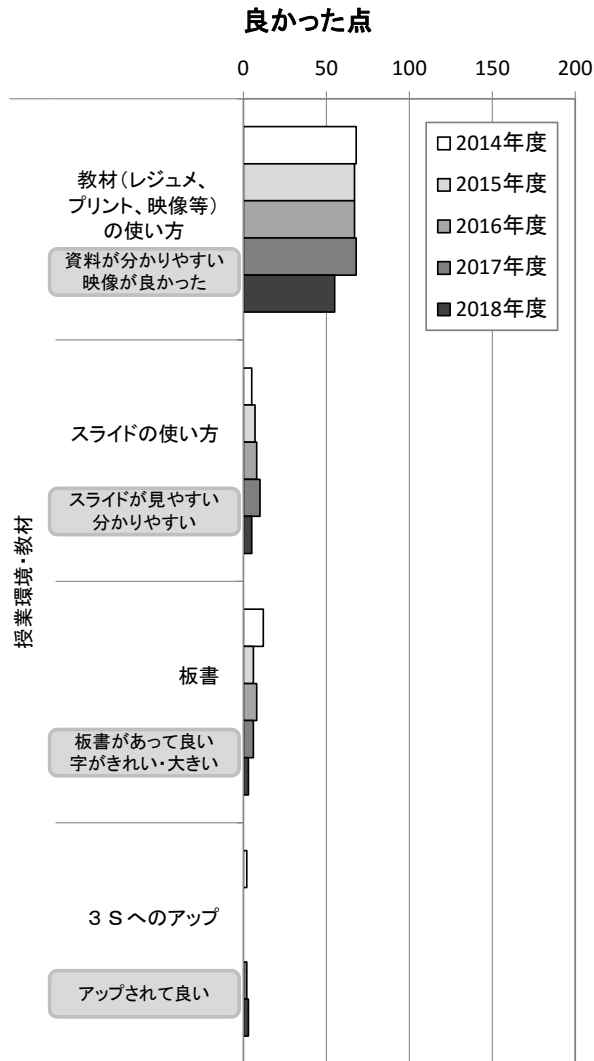 良かった点
0 50 100 150 200
2014年度
2015年度
2016年度
2017年度
2018年度
授業環境・教材
教材（レジュメ、
プリント、映像等）
の使い方
資料が分かりやすい
映像が良かった
スライドの使い方
スライドが見やすい
分かりやすい
板書
板書があって良い
字がきれい・大きい
３Ｓへのアップ
アップされて良い